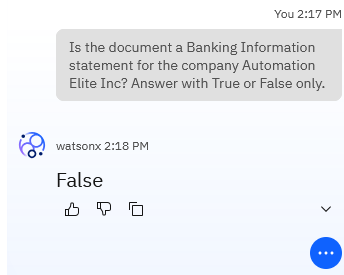 You 2:17 PM
Is the document a Banking Information
statement for the company Automation
Elite Inc? Answer with True or False only.
watsonx 2:18 PM
False